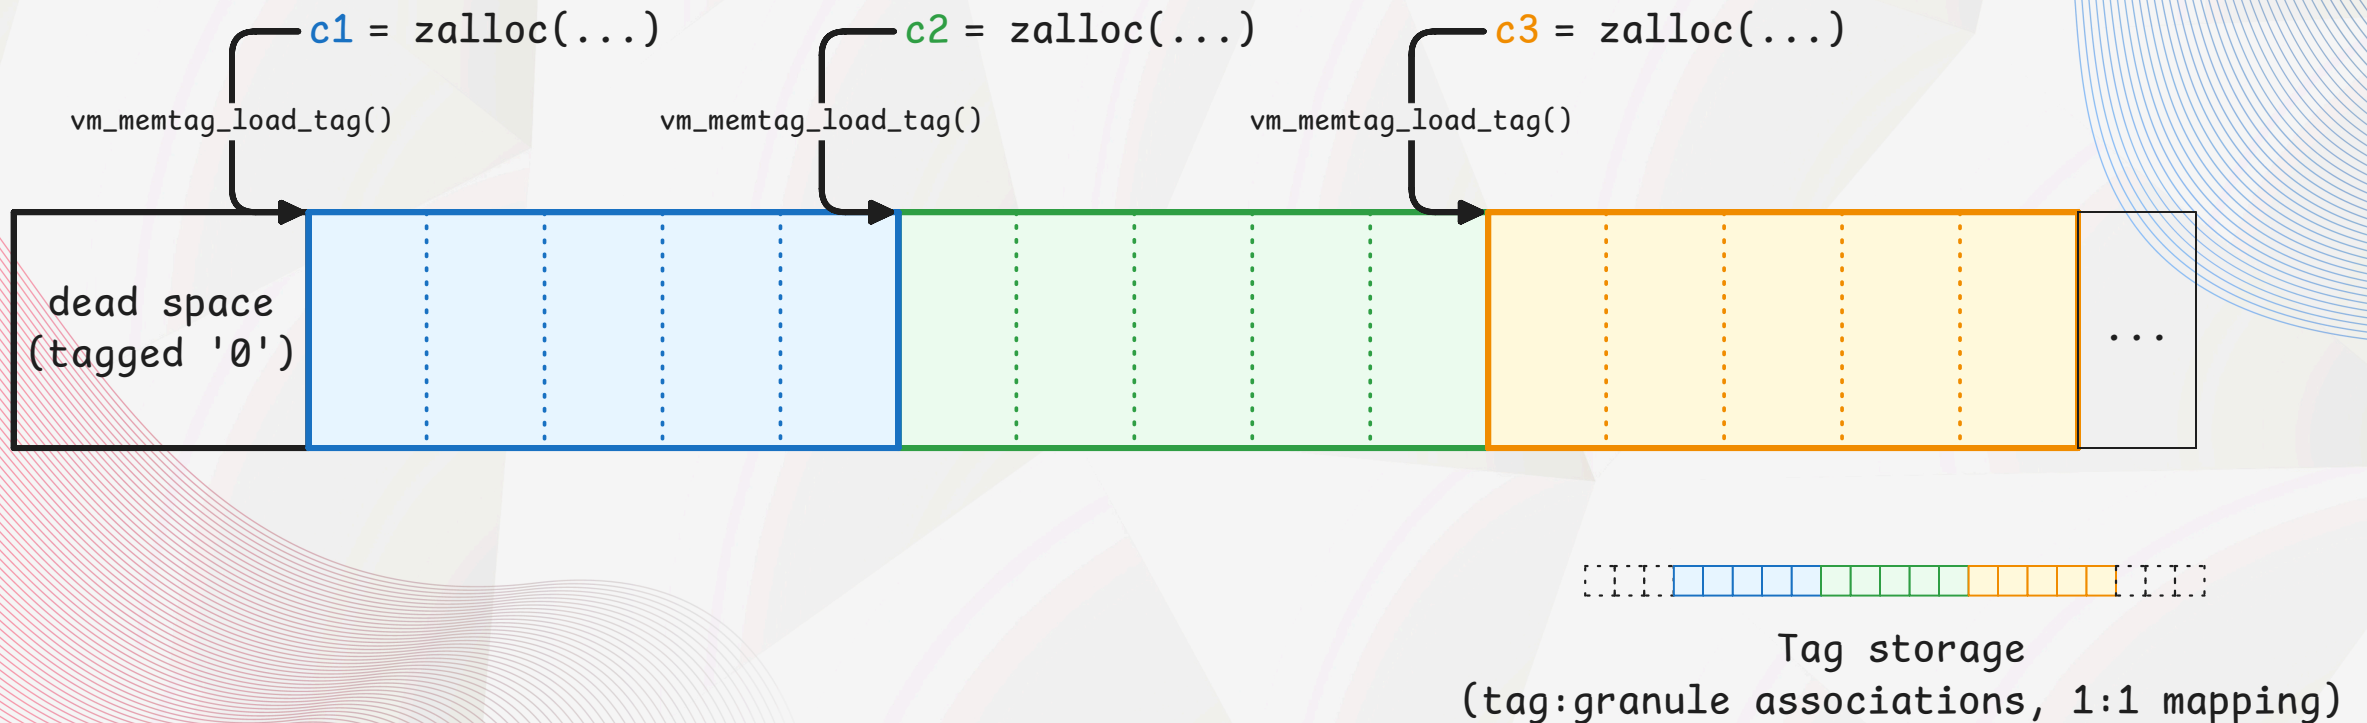 c1 = zalloc(...)
c2 = zalloc(...)
c3 = zalloc(...)
vm_memtag_load_tag()
vm_memtag_load_tag()
vm_memtag_load_tag()
dead space
(tagged '0')
...
Tag storage
(tag:granule associations, 1:1 mapping)